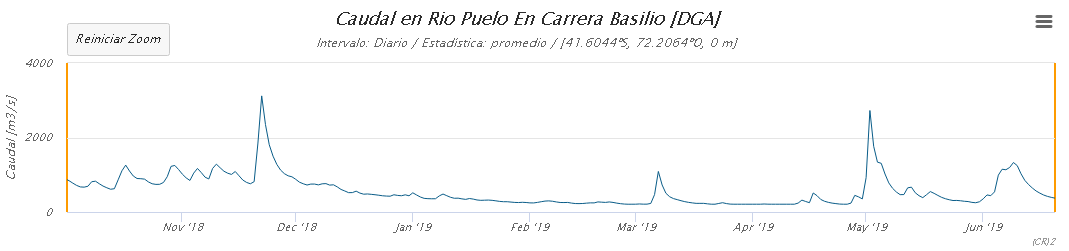 Caudal en Rio Puelo En Carrera Basilio [DGA]
Reiniciar Zoom
Intervalo: Diario / Estadística: promedio / [41.6044ºS, 72.2064ºO, 0 m]
Caudal [m3/s]
4000
2000
0
Nov '18
Dec '18
Jan '19
Feb '19
Mar '19
Apr '19
May '19
Jun '19
(CR)2